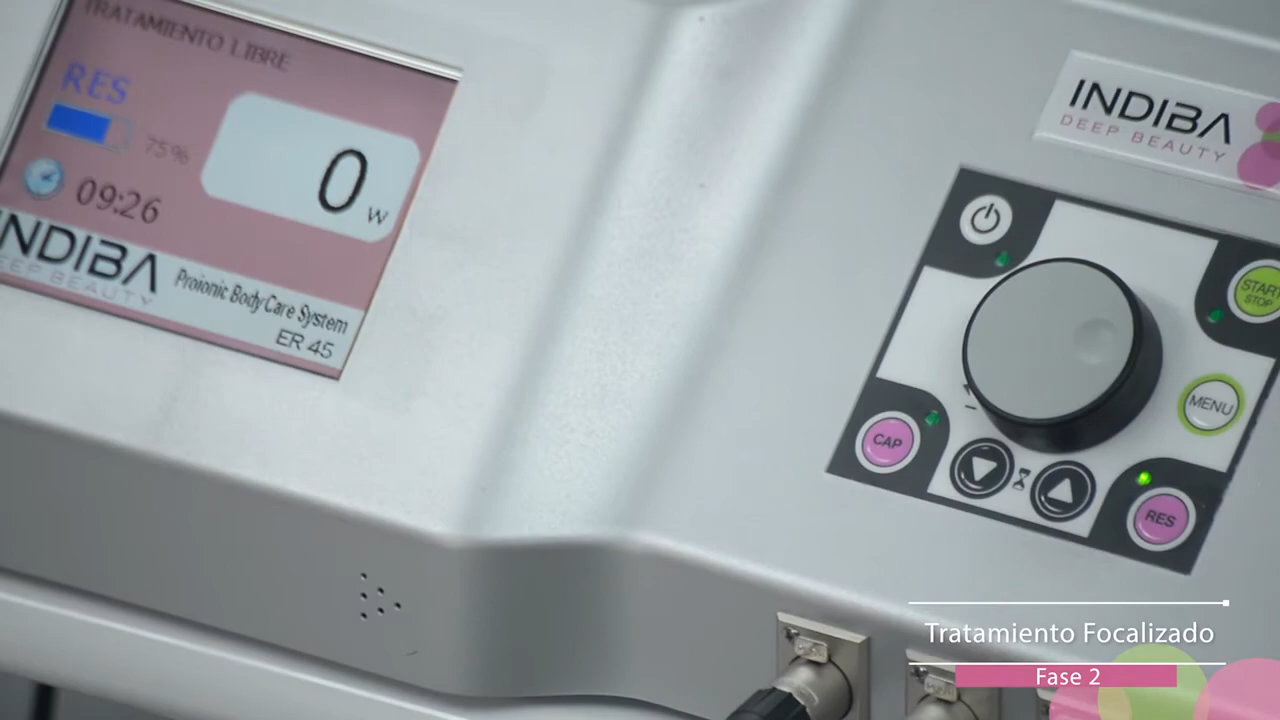 TRATAMIENTO LIBRE
RES
75%
0 W
09:26
INDIBA
DEEP BEAUTY
Proionic Body Care System
ER 45
INDIBA
DEEP BEAUTY
START
STOP
MENU
CAP
RES
Tratamiento Focalizado
Fase 2